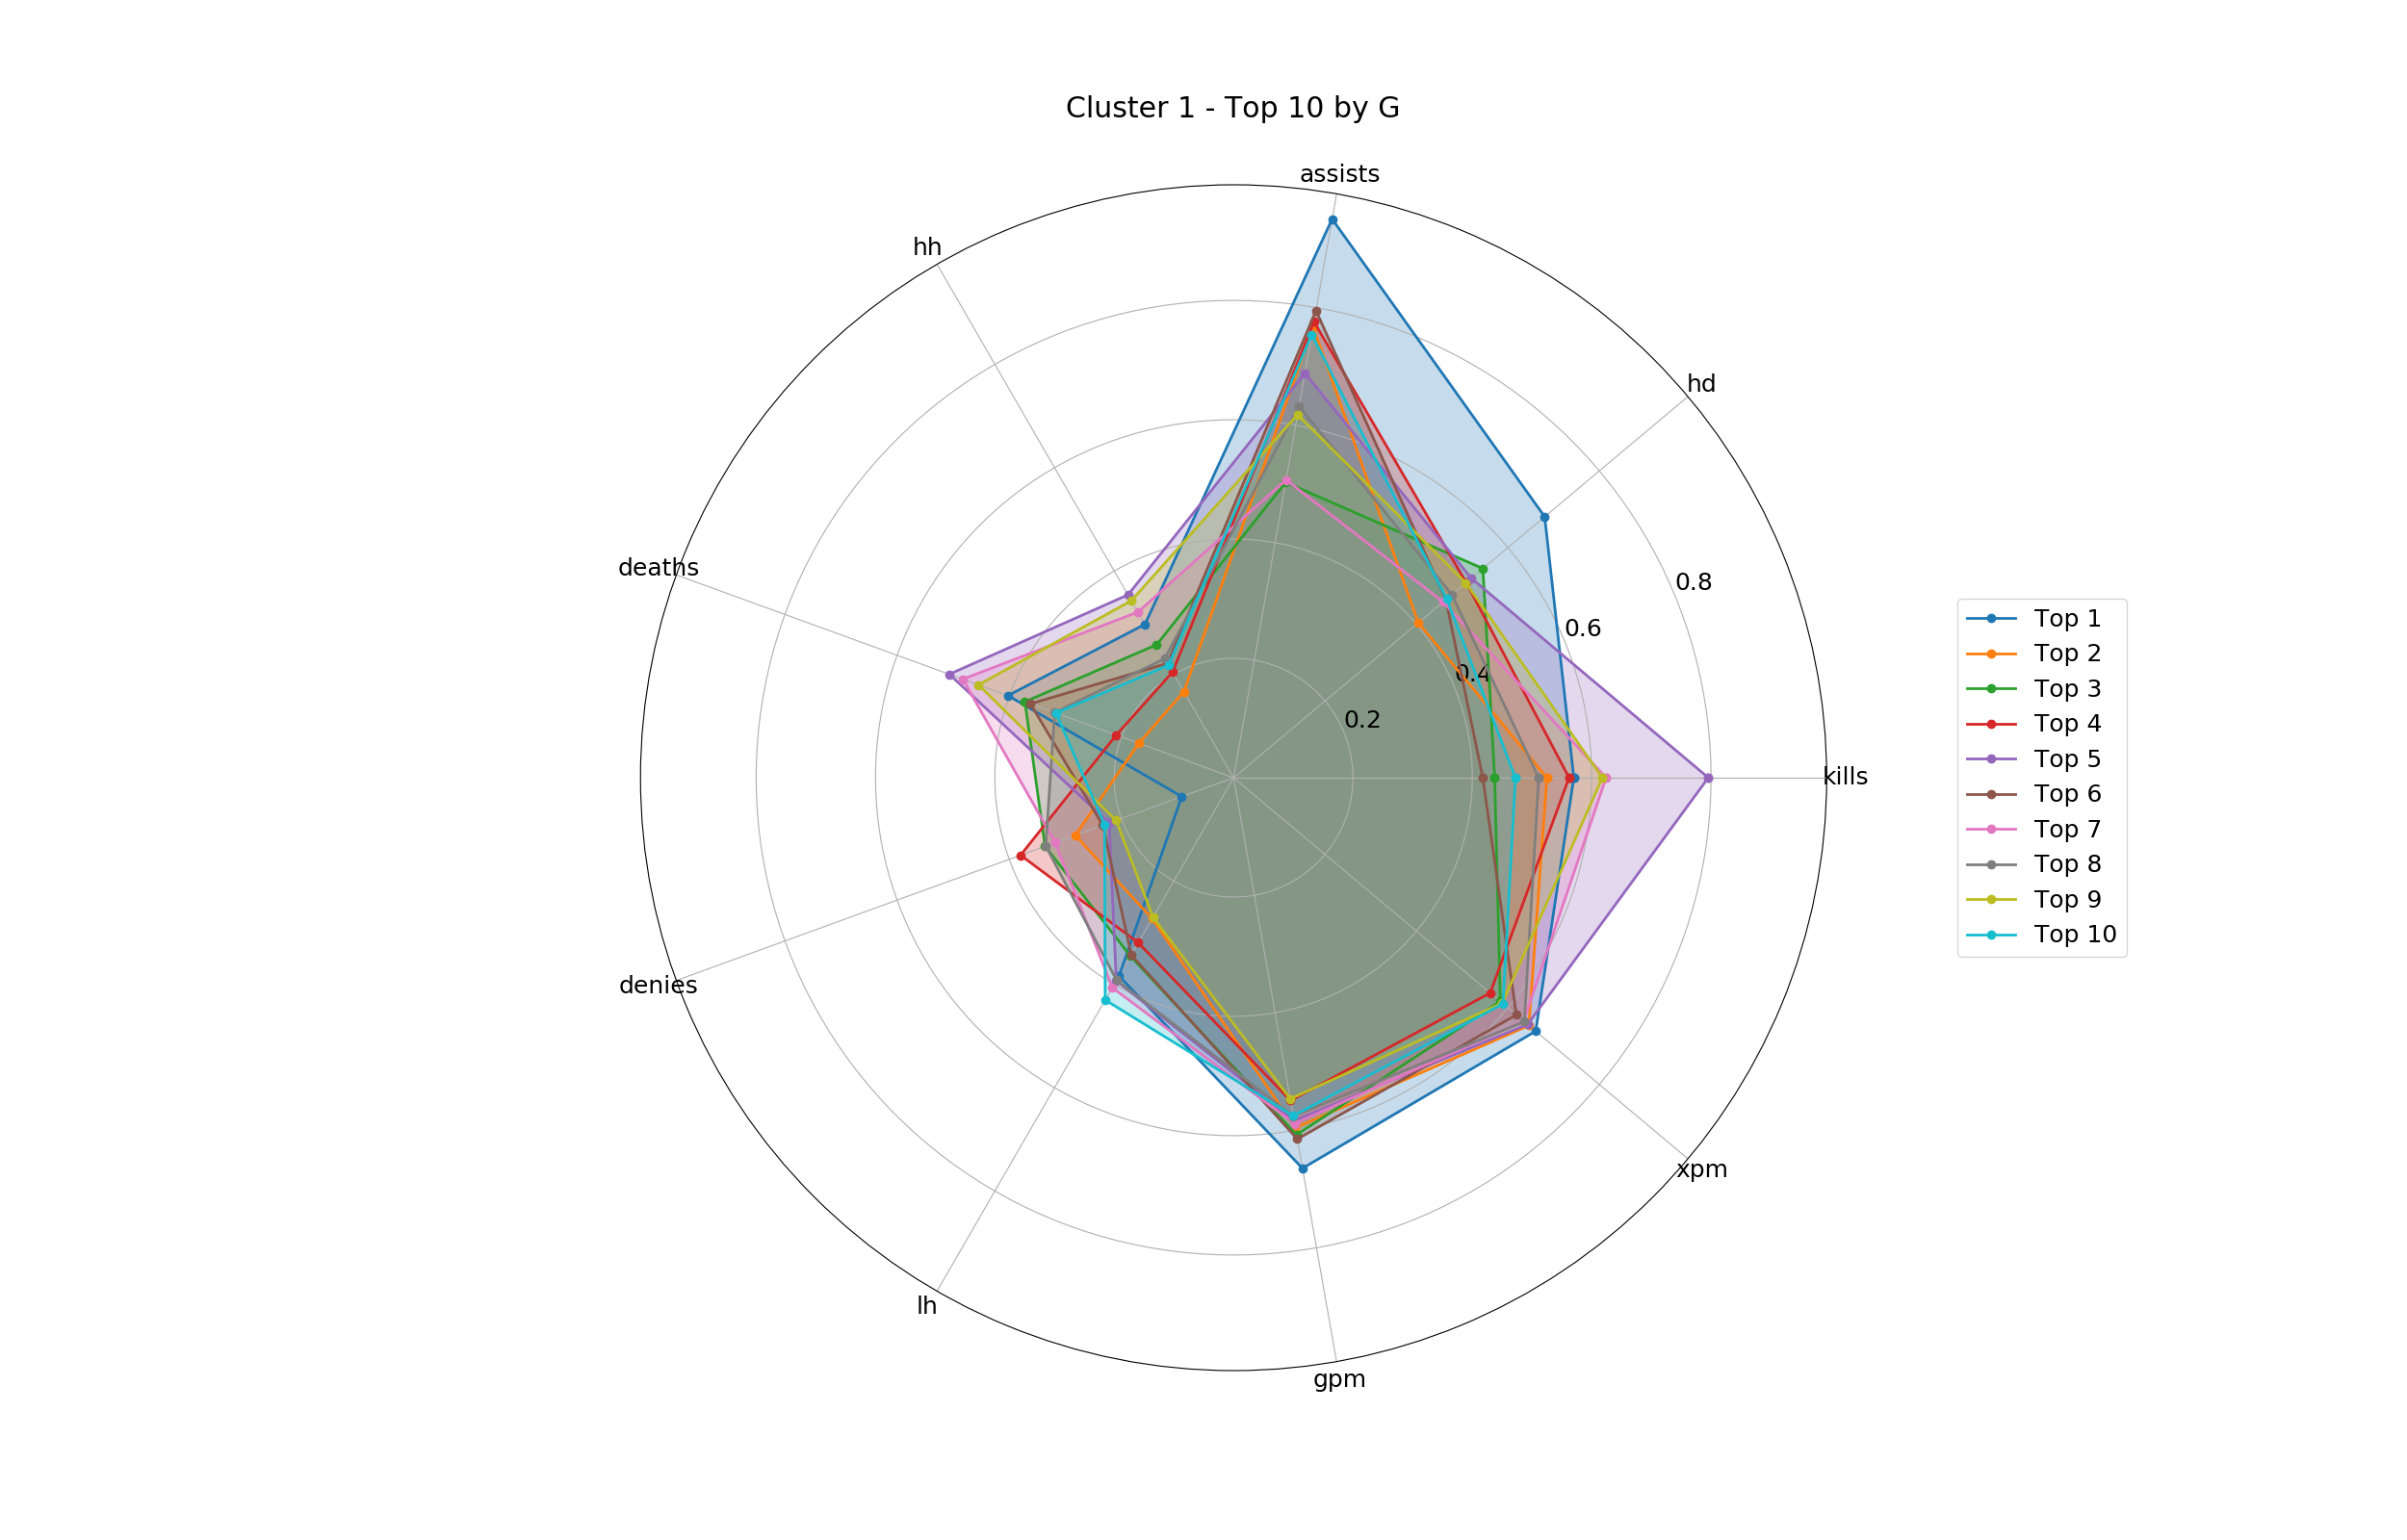 Cluster 1 - Top 10 by G
assists
hh
hd
deaths
0.8
0.6
0.4
0.2
kills
denies
xpm
lh
gpm
Top 1
Top 2
Top 3
Top 4
Top 5
Top 6
Top 7
Top 8
Top 9
Top 10